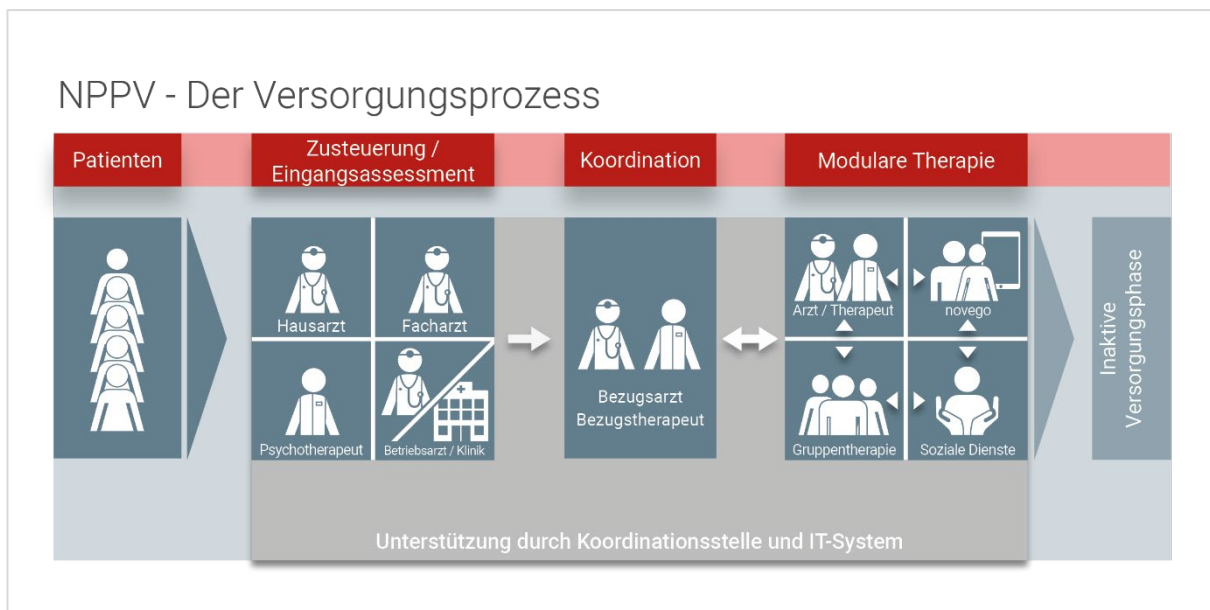 NPPV - Der Versorgungsprozess
Patienten
Zusteuerung /
Eingangsassessment
Koordination
Modulare Therapie
Hausarzt
Facharzt
Psychotherapeut
Betriebsarzt / Klinik
Bezugsarzt
Bezugstherapeut
Arzt / Therapeut
novego
Gruppentherapie
Soziale Dienste
Inaktive
Versorgungsphase
Unterstützung durch Koordinationsstelle und IT-System